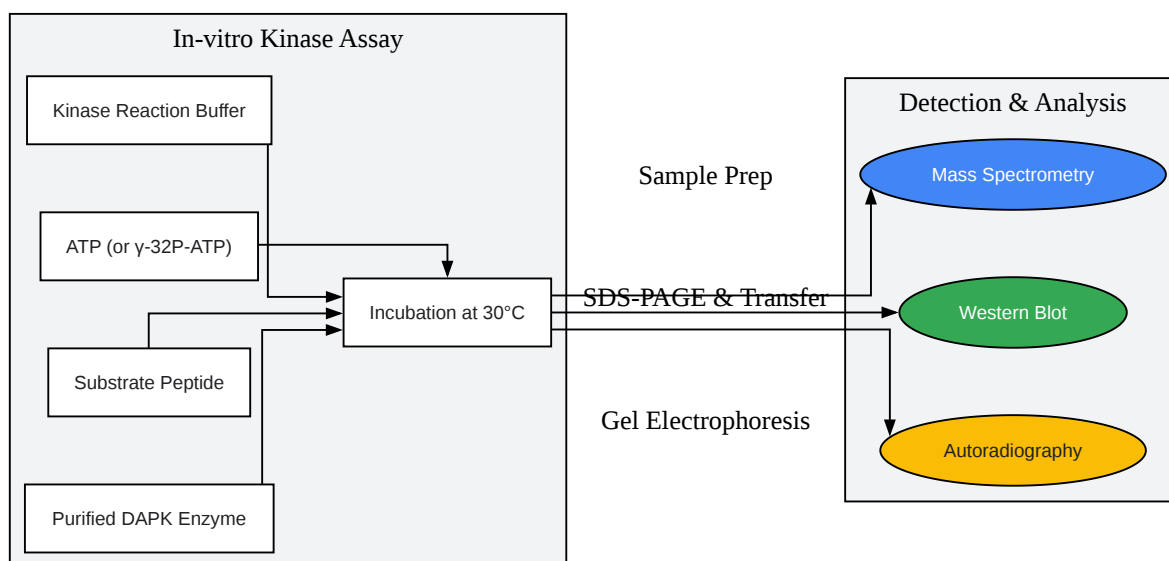 In-vitro Kinase Assay
Kinase Reaction Buffer
ATP (or γ-32P-ATP)
Incubation at 30°C
Substrate Peptide
Purified DAPK Enzyme
Sample Prep
SDS-PAGE & Transfer
Gel Electrophoresis
Detection & Analysis
Mass Spectrometry
Western Blot
Autoradiography